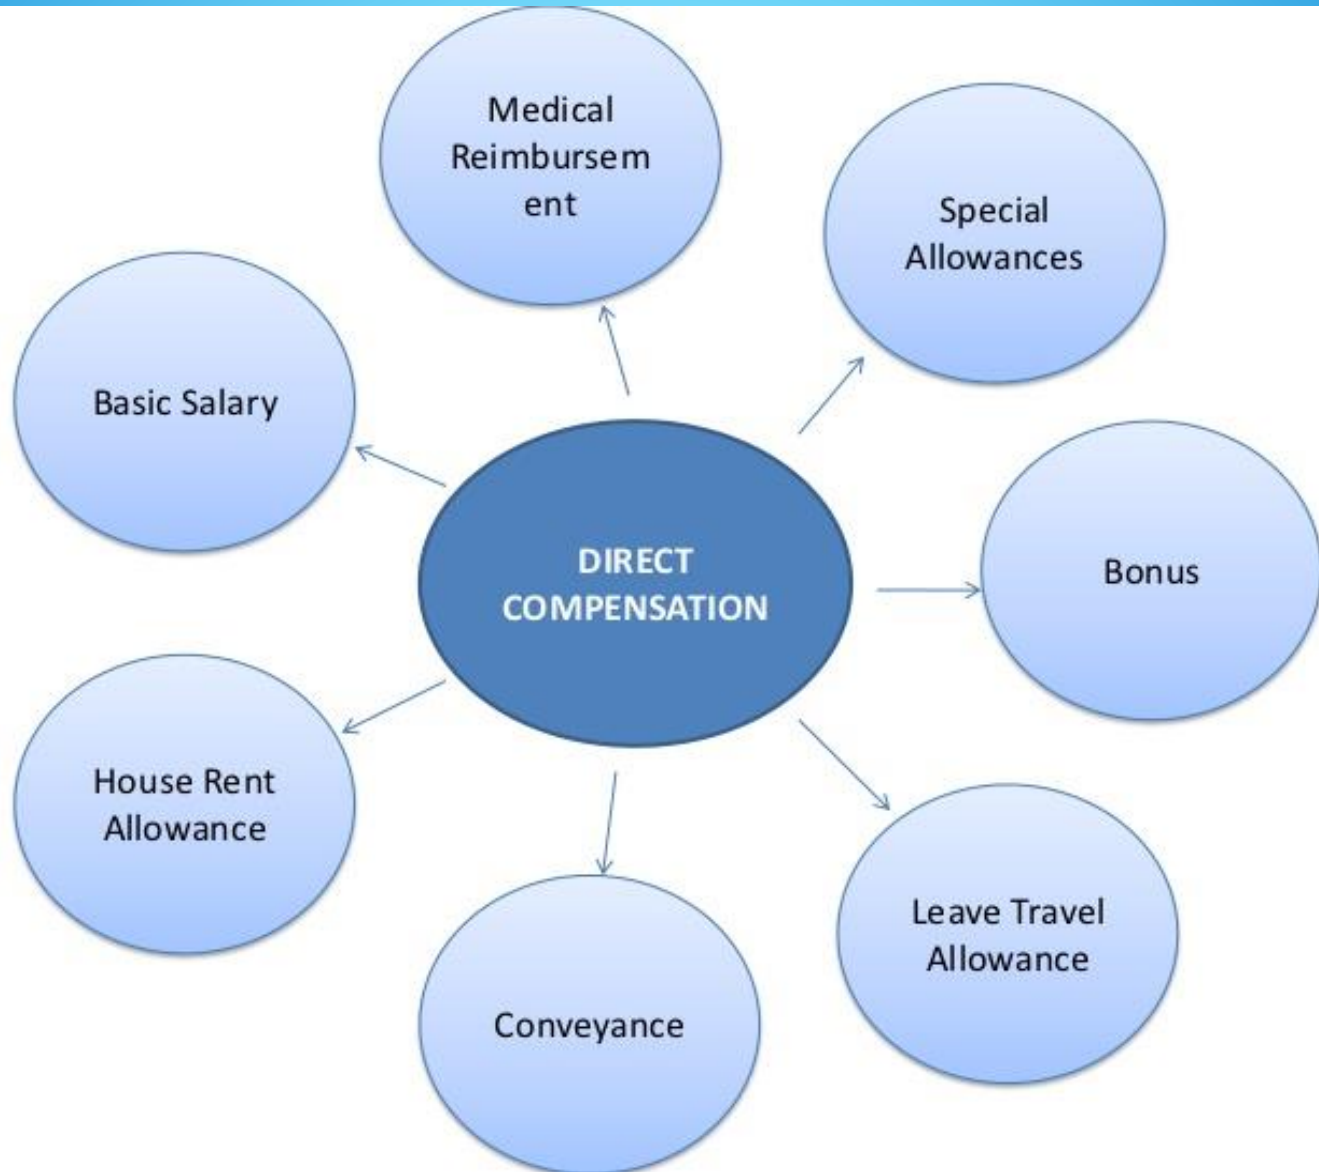 Medical
Reimbursem
ent
Special
Allowances
Basic Salary
DIRECT
COMPENSATION
Bonus
House Rent
Allowance
Leave Travel
Allowance
Conveyance